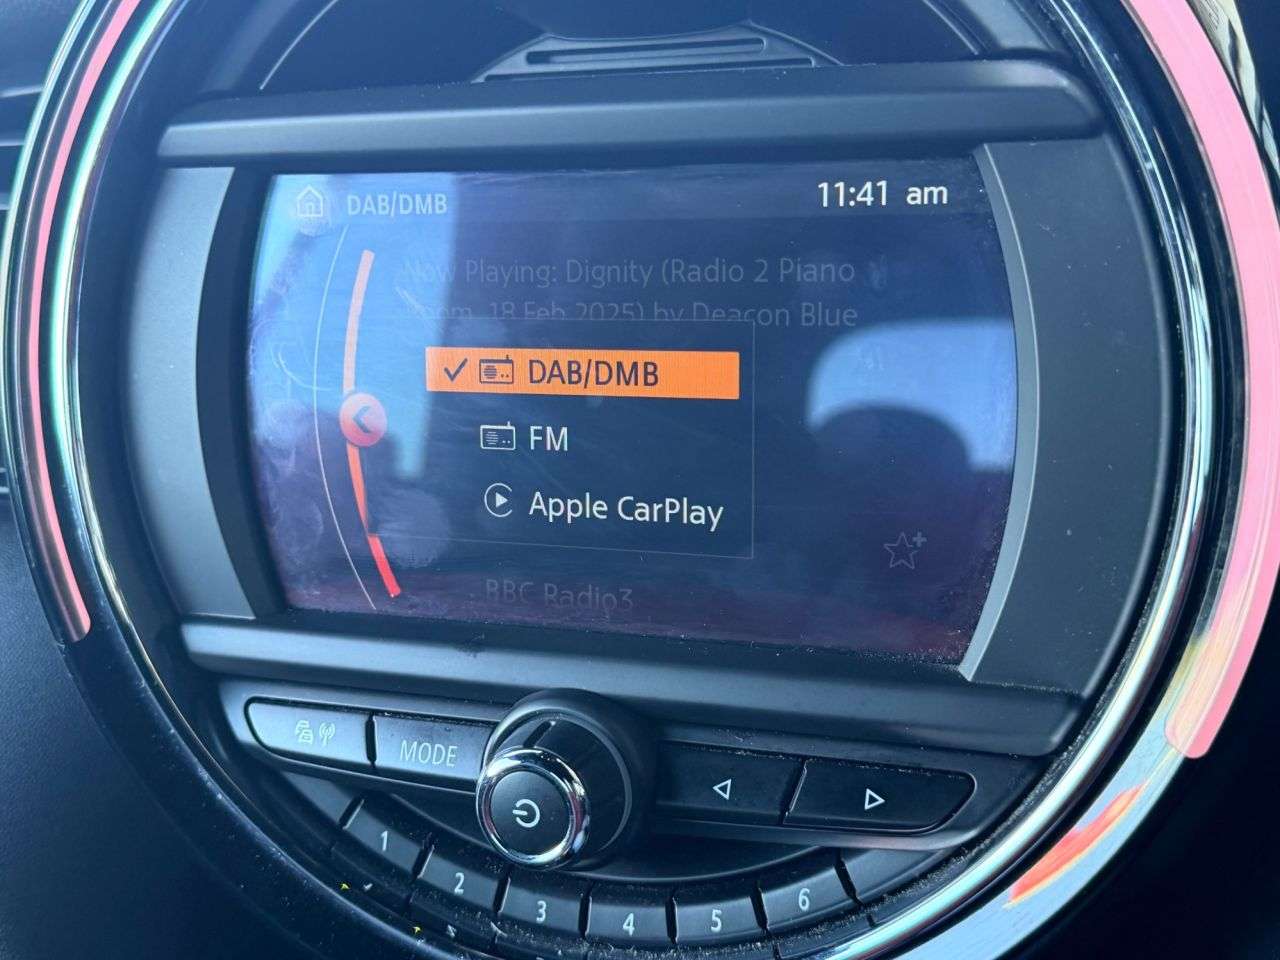 DAB/DMB
11:41 am
Now Playing: Dignity (Radio 2 Piano
Room, 18 Feb 2025) by Deacon Blue
DAB/DMB
FM
Apple CarPlay
BBC Radio3
MODE
1
2
3
4
5
6